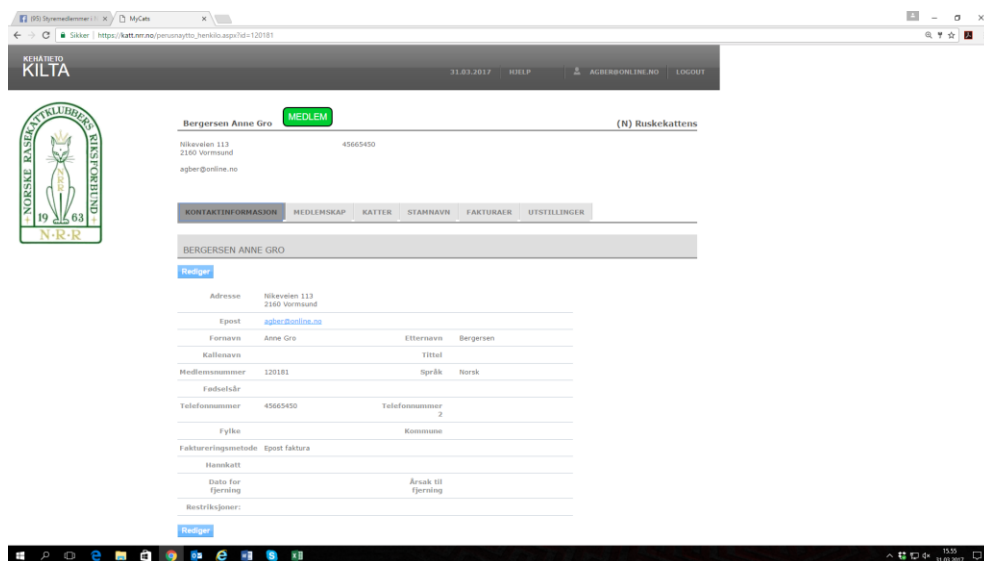 (95) Styremedlemmer i
MyCats
Sikker | https://katt.nrr.no/perusnaytto_henkilo.aspx?id=120181
KEHÄTIETO
KILTA
31.03.2017 HJELP AGBER@ONLINE.NO LOGOUT
NORSKE RASEKATTKLUBBERS RIKSFORBUND
NRR
19 63
N·R·R
Bergersen Anne Gro MEDLEM (N) Ruskekattens
Nikeveien 113 45665450
2160 Vormsund
agber@online.no
KONTAKTINFORMASJON MEDLEMSKAP KATTER STAMNAVN FAKTURAER UTSTILLINGER
BERGERSEN ANNE GRO
Rediger
Adresse Nikeveien 113
2160 Vormsund
Epost agber@online.no
Fornavn Anne Gro Etternavn Bergersen
Kallenavn Tittel
Medlemsnummer 120181 Språk Norsk
Fødselsår
Telefonnummer 45665450 Telefonnummer
2
Fylke Kommune
Faktureringsmetode Epost faktura
Hannkatt
Dato for Årsak til
fjerning fjerning
Restriksjoner:
Rediger
15.55
31.03.2017